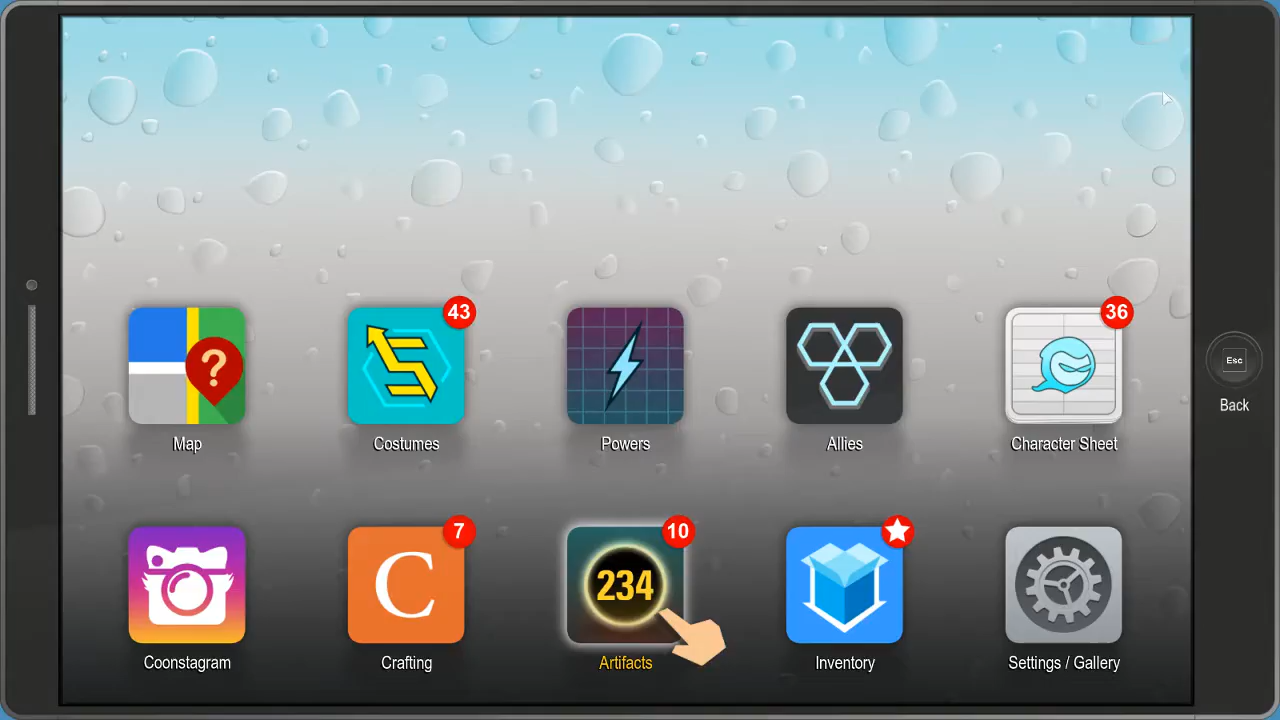 43
36
?
Esc
Back
Map
Costumes
Powers
Allies
Character Sheet
7
10
C
234
Coonstagram
Crafting
Artifacts
Inventory
Settings / Gallery